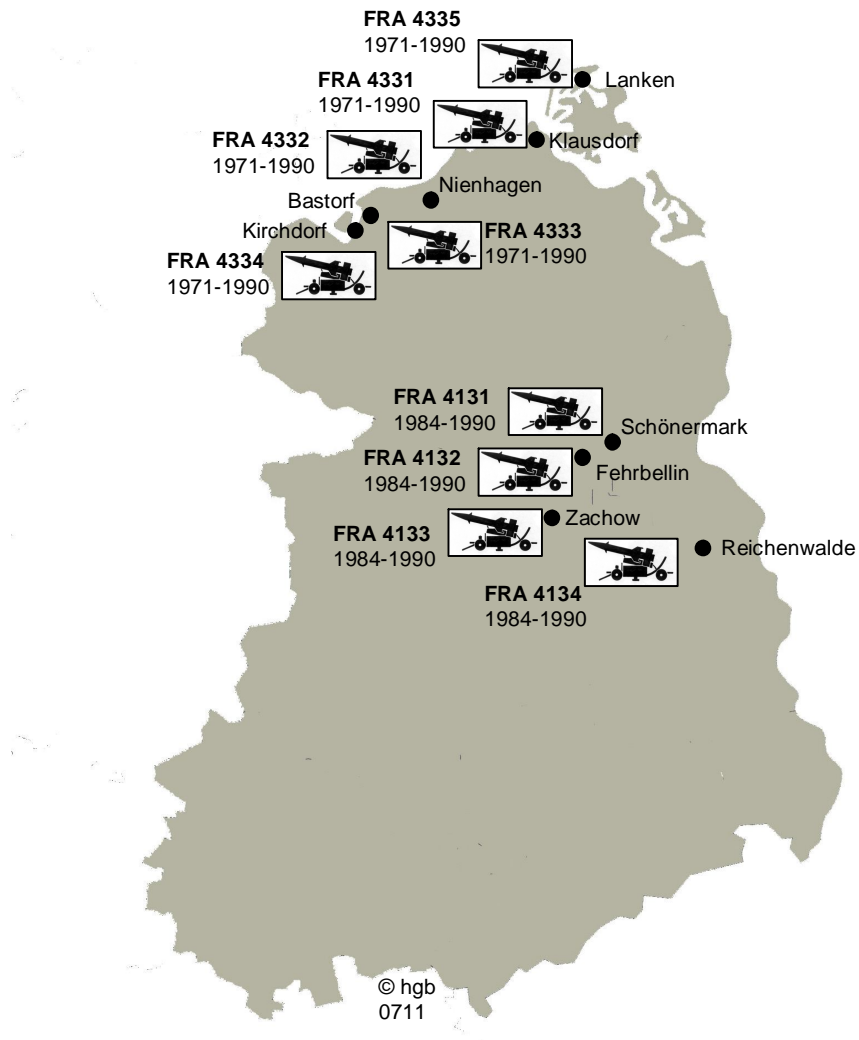 FRA 4335
1971-1990
Lanken
FRA 4331
1971-1990
Klausdorf
FRA 4332
1971-1990
Nienhagen
Bastorf
Kirchdorf
FRA 4333
1971-1990
FRA 4334
1971-1990
FRA 4131
1984-1990
Schönermark
FRA 4132
1984-1990
Fehrbellin
Zachow
FRA 4133
1984-1990
Reichenwalde
FRA 4134
1984-1990
© hgb
0711